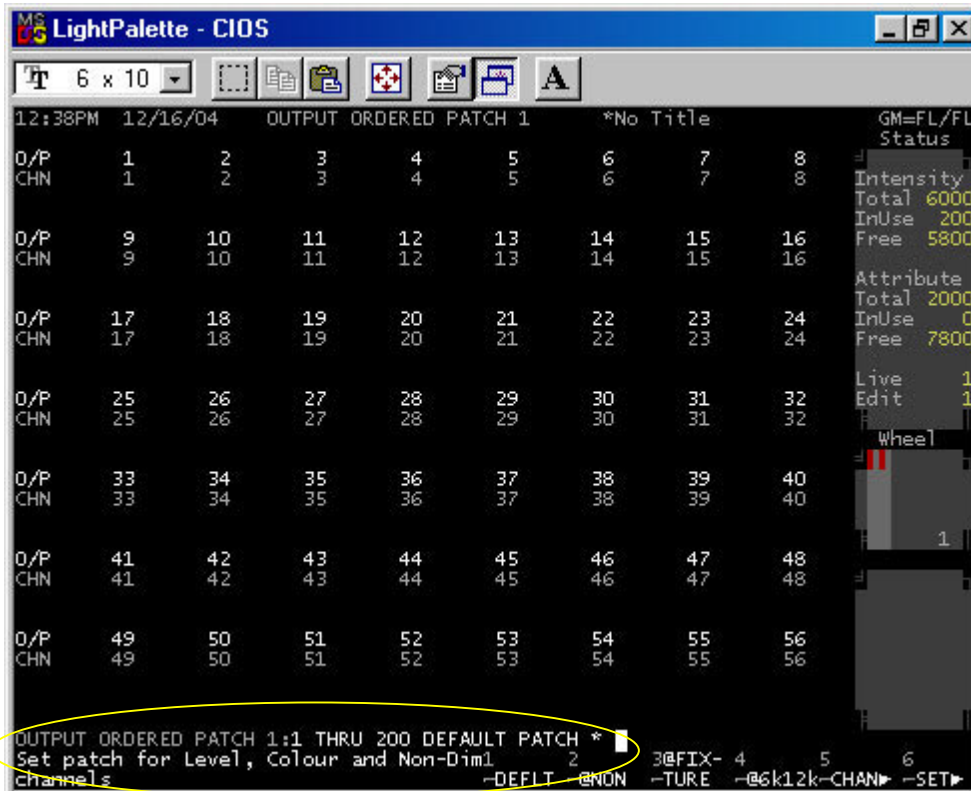 LightPalette - CIOS
6 x 10
12:38PM 12/16/04 OUTPUT ORDERED PATCH 1 *No Title GM=FL/FL
Status
O/P 1 2 3 4 5 6 7 8
CHN 1 2 3 4 5 6 7 8
Intensity
Total 6000
InUse 200
Free 5800
O/P 9 10 11 12 13 14 15 16
CHN 9 10 11 12 13 14 15 16
Attribute
Total 2000
InUse 0
Free 7800
O/P 17 18 19 20 21 22 23 24
CHN 17 18 19 20 21 22 23 24
Live 1
Edit 1
O/P 25 26 27 28 29 30 31 32
CHN 25 26 27 28 29 30 31 32
Wheel
1
O/P 33 34 35 36 37 38 39 40
CHN 33 34 35 36 37 38 39 40
O/P 41 42 43 44 45 46 47 48
CHN 41 42 43 44 45 46 47 48
O/P 49 50 51 52 53 54 55 56
CHN 49 50 51 52 53 54 55 56
OUTPUT ORDERED PATCH 1:1 THRU 200 DEFAULT PATCH *
Set patch for Level, Colour and Non-Dim1 2 3@FIX- 4 5 6
channels ¬DEFLT ¬@NON ¬TURE ¬@6k12k¬CHAN► ¬SET►